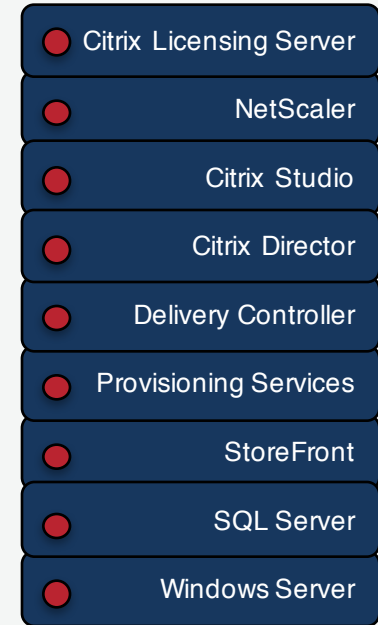 Citrix Licensing Server
NetScaler
Citrix Studio
Citrix Director
Delivery Controller
Provisioning Services
StoreFront
SQL Server
Windows Server